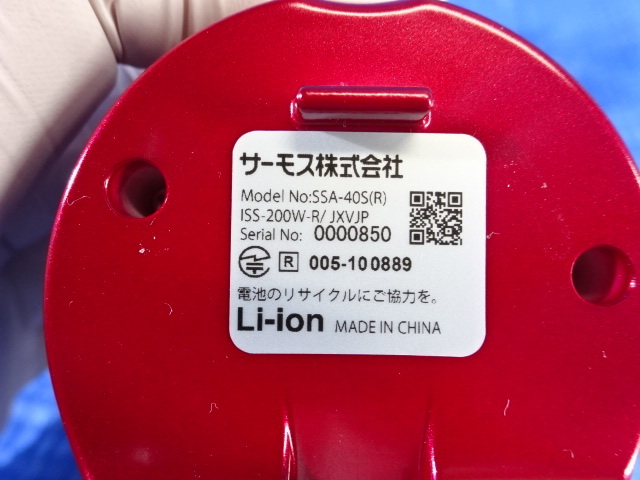 サーモス株式会社
Model No:SSA-40S(R)
ISS-200W-R/ JXVJP
Serial No: 0000850
R 005-100889
電池のリサイクルにご協力を。
Li-ion MADE IN CHINA